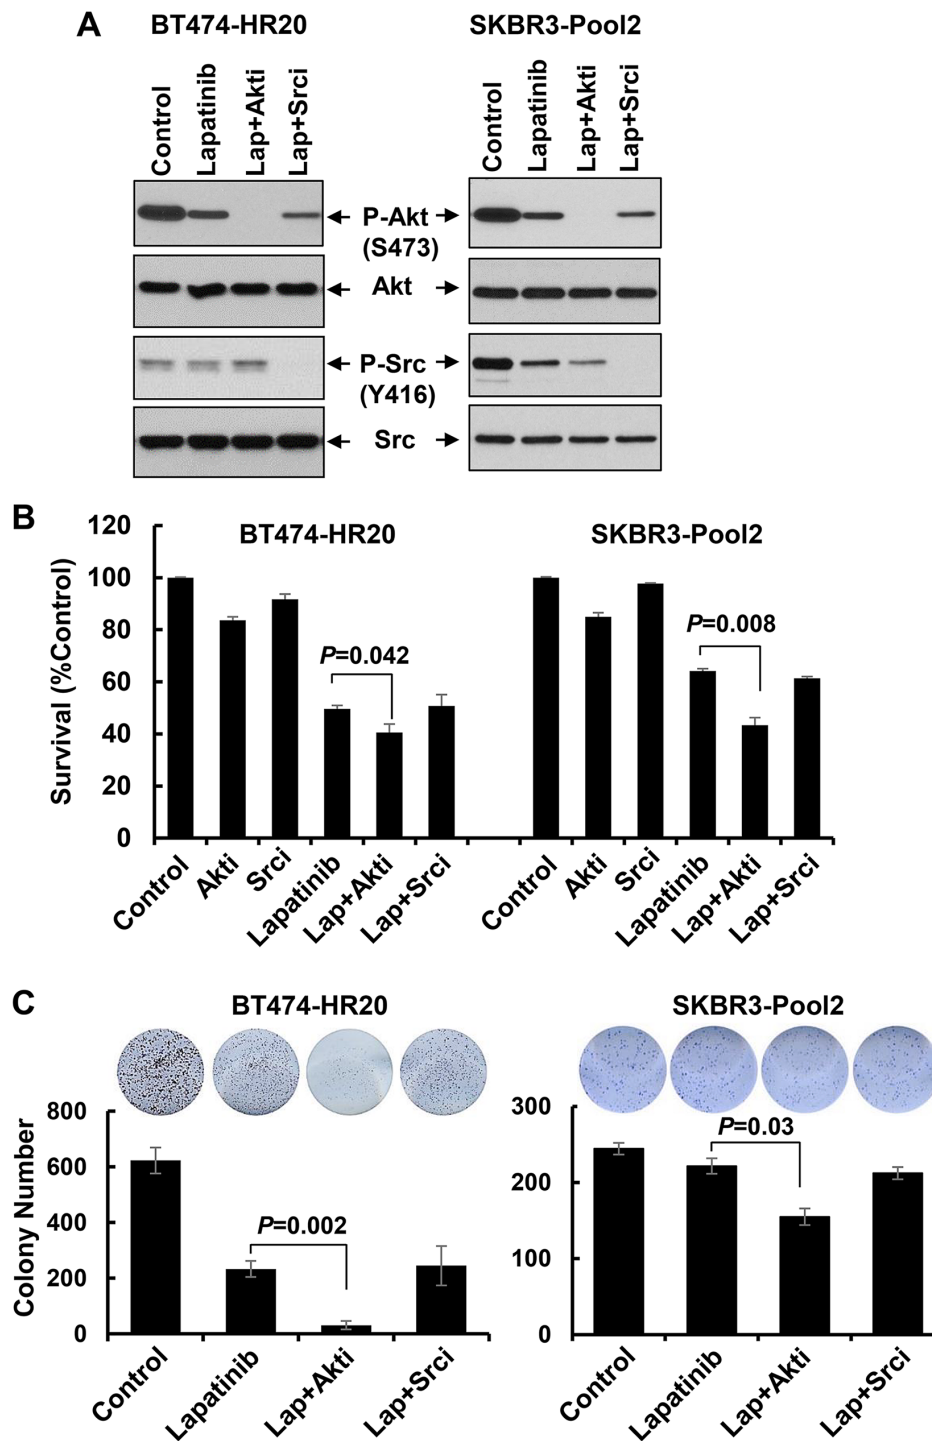 A
BT474-HR20
SKBR3-Pool2
Control
Lapatinib
Lap+Akti
Lap+Srci
Control
Lapatinib
Lap+Akti
Lap+Srci
P-Akt
(S473)
Akt
P-Src
(Y416)
Src
B
BT474-HR20
SKBR3-Pool2
Survival (%Control)
120
100
80
60
40
20
0
P=0.042
P=0.008
Control
Akti
Srci
Lapatinib
Lap+Akti
Lap+Srci
Control
Akti
Srci
Lapatinib
Lap+Akti
Lap+Srci
C
BT474-HR20
SKBR3-Pool2
Colony Number
800
600
400
200
0
P=0.002
Control
Lapatinib
Lap+Akti
Lap+Srci
300
200
100
0
P=0.03
Control
Lapatinib
Lap+Akti
Lap+Srci